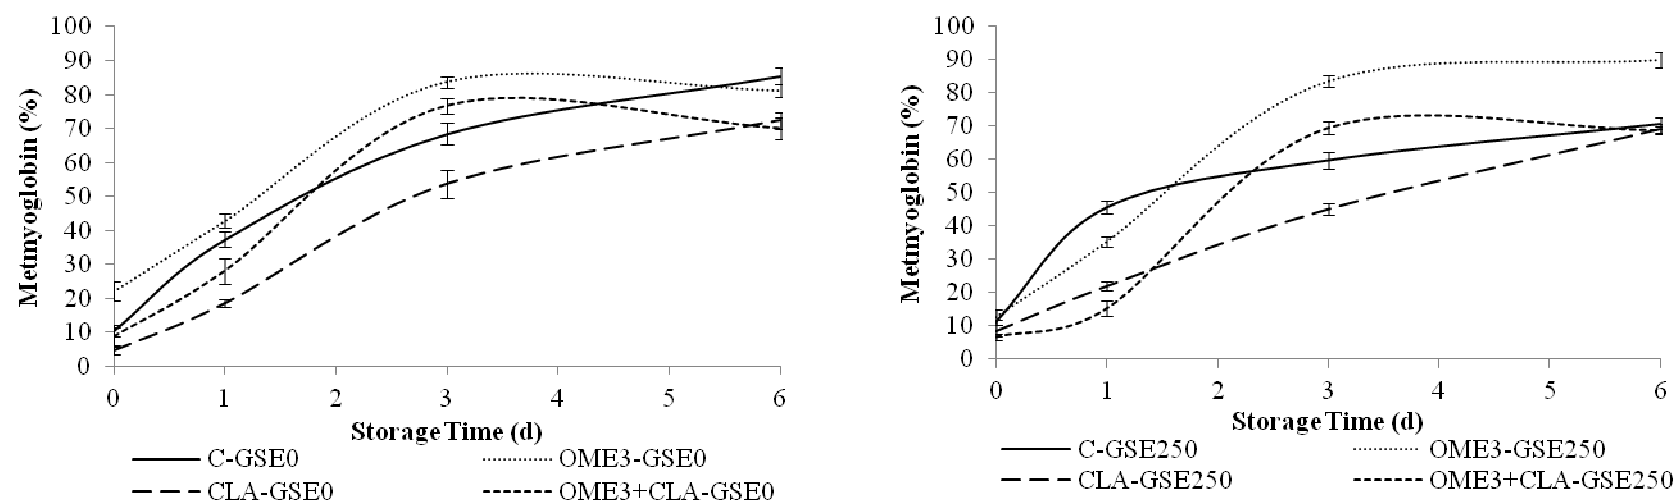 Metmyoglobin (%)
100
90
80
70
60
50
40
30
20
10
0
0 1 2 3 4 5 6
Storage Time (d)
C-GSE0 OME3-GSE0
CLA-GSE0 OME3+CLA-GSE0
Metmyoglobin (%)
100
90
80
70
60
50
40
30
20
10
0
0 1 2 3 4 5 6
Storage Time (d)
C-GSE250 OME3-GSE250
CLA-GSE250 OME3+CLA-GSE250